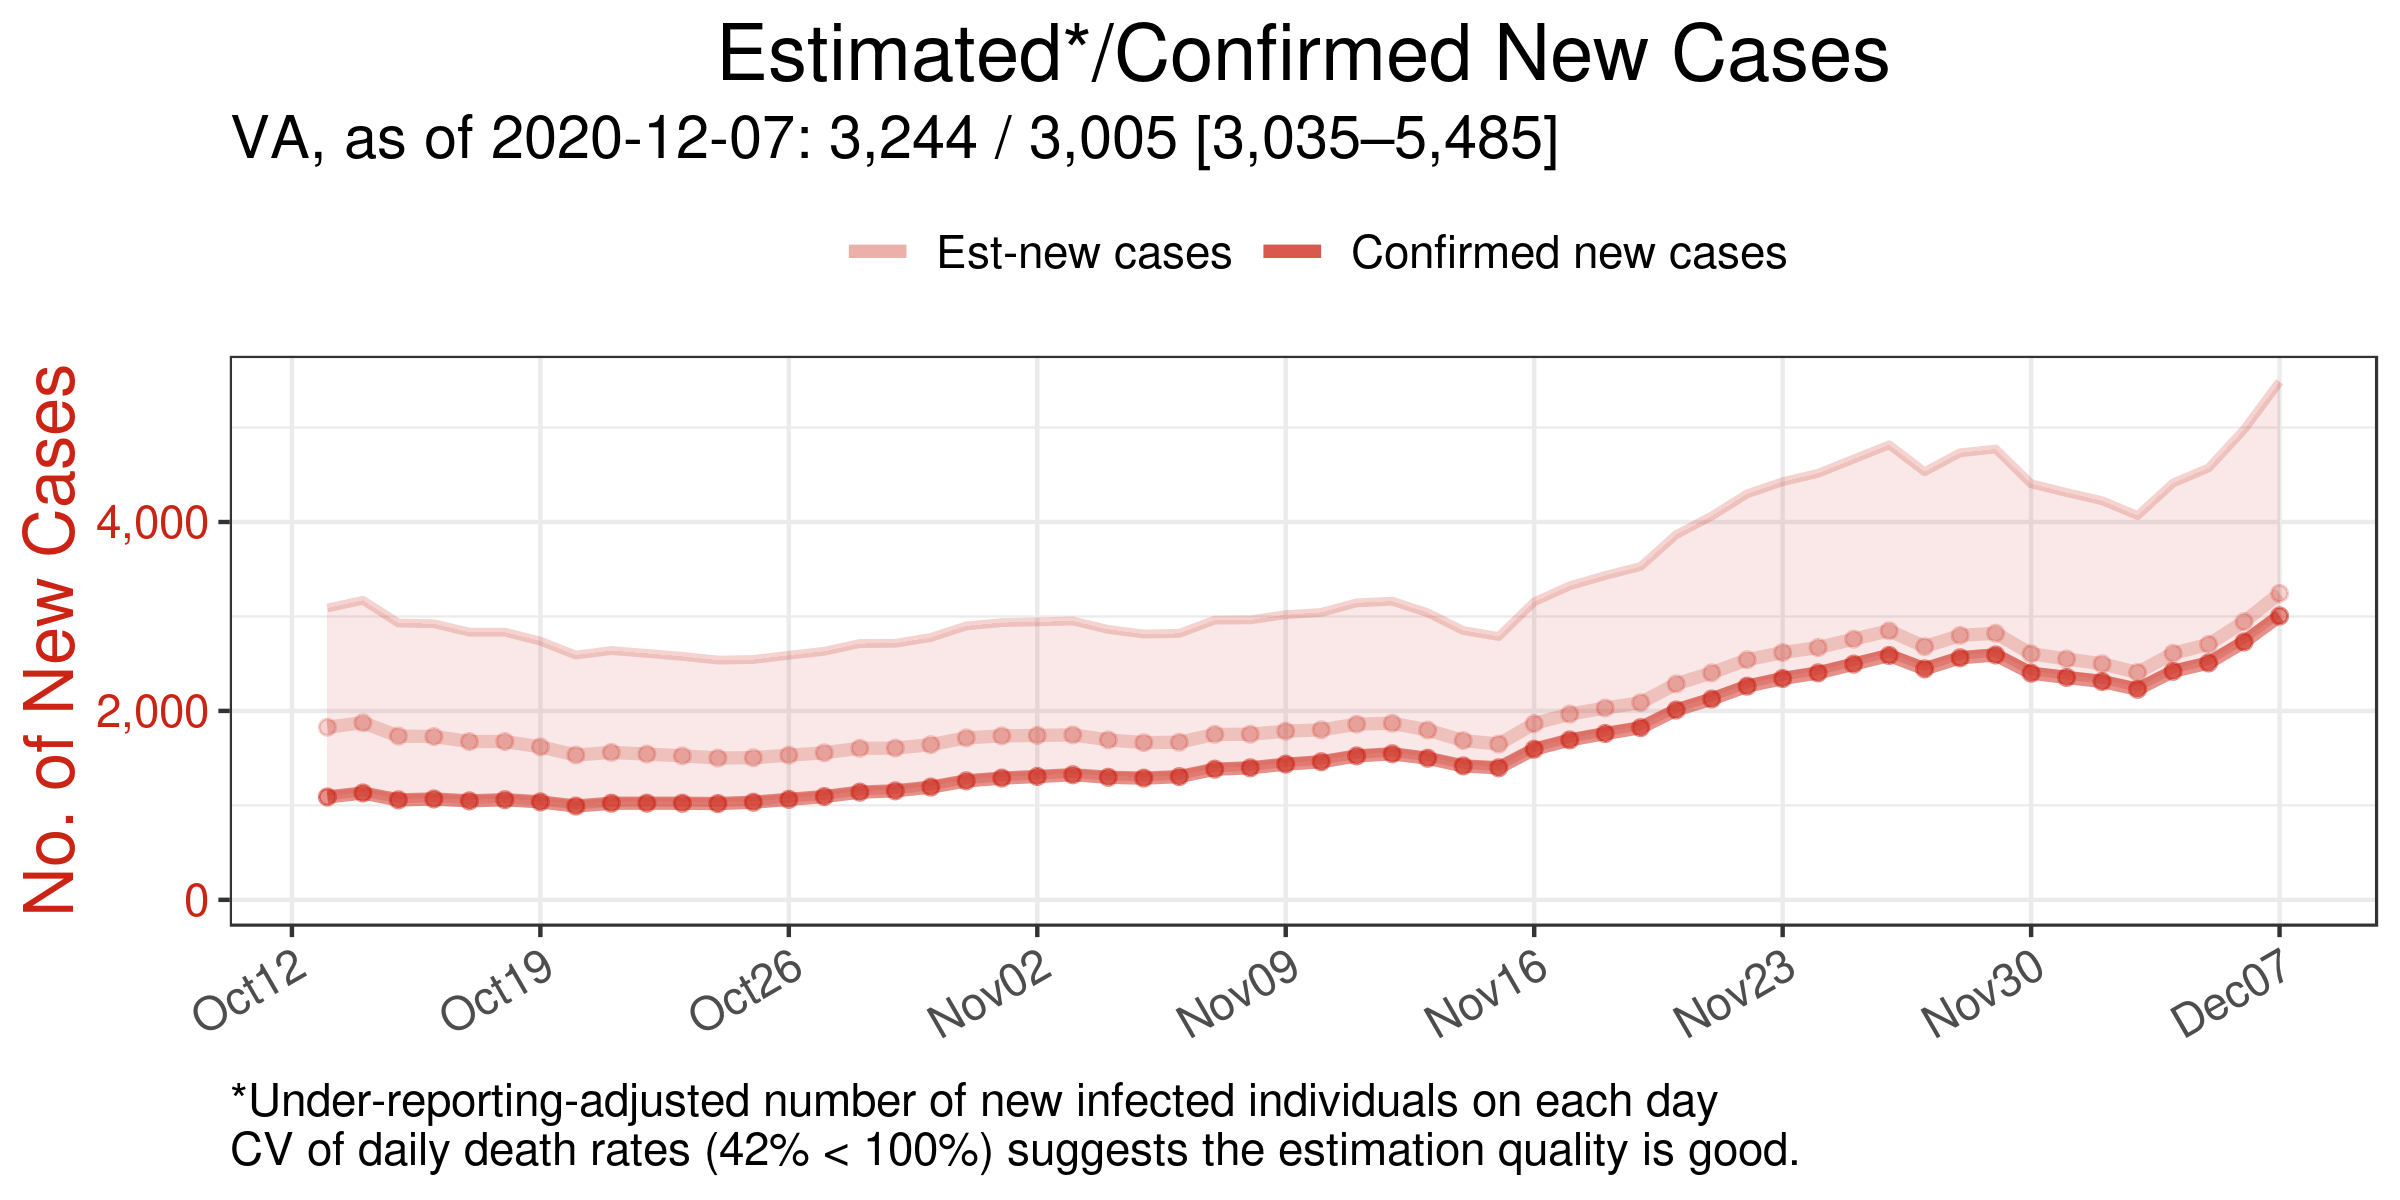 Estimated*/Confirmed New Cases
VA, as of 2020-12-07: 3,244 / 3,005 [3,035–5,485]
Est-new cases
Confirmed new cases
No. of New Cases
4,000
2,000
0
Oct12
Oct19
Oct26
Nov02
Nov09
Nov16
Nov23
Nov30
Dec07
*Under-reporting-adjusted number of new infected individuals on each day
CV of daily death rates (42% < 100%) suggests the estimation quality is good.